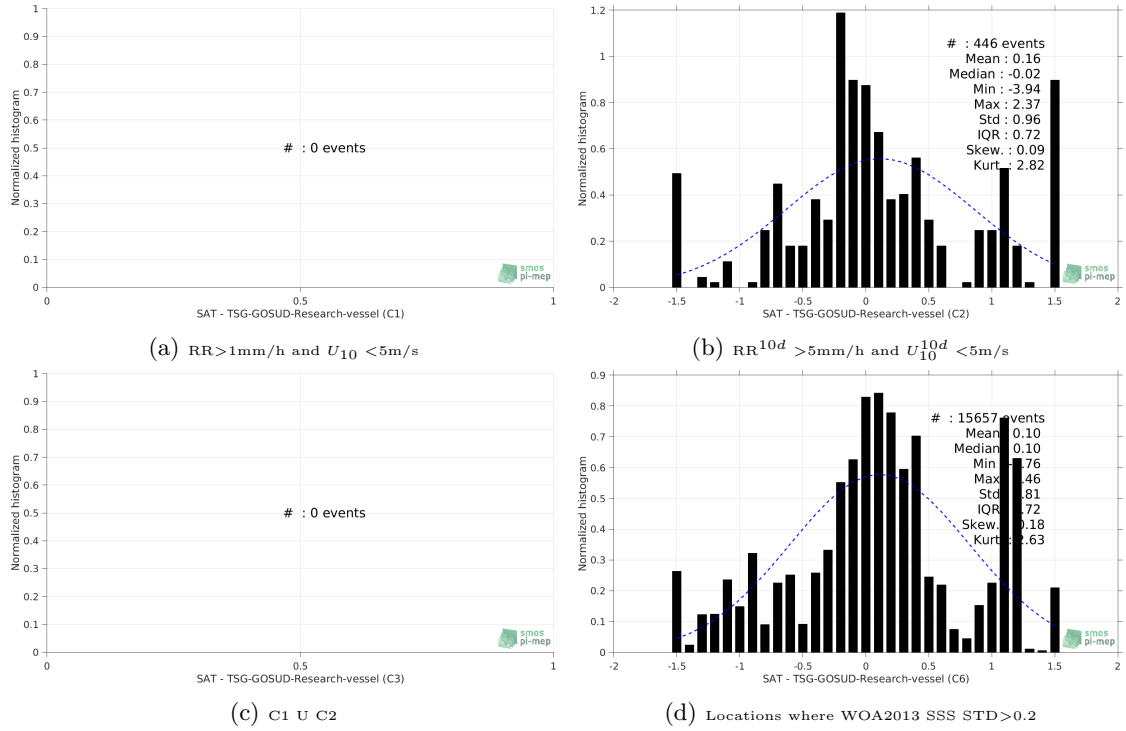 1
0.9
0.8
0.7
0.6
0.5
0.4
0.3
0.2
0.1
0
Normalized histogram
# : 0 events
smos
pi-mep
0 0.5 1
SAT - TSG-GOSUD-Research-vessel (C1)
(a) RR>1mm/h and U10 <5m/s
1.2
1
0.8
0.6
0.4
0.2
0
Normalized histogram
# : 446 events
Mean : 0.16
Median : -0.02
Min : -3.94
Max : 2.37
Std : 0.96
IQR : 0.72
Skew. : 0.09
Kurt. : 2.82
smos
pi-mep
-2 -1.5 -1 -0.5 0 0.5 1 1.5 2
SAT - TSG-GOSUD-Research-vessel (C2)
(b) RR^10d >5mm/h and U10^10d <5m/s
1
0.9
0.8
0.7
0.6
0.5
0.4
0.3
0.2
0.1
0
Normalized histogram
# : 0 events
smos
pi-mep
0 0.5 1
SAT - TSG-GOSUD-Research-vessel (C3)
(c) C1 U C2
0.9
0.8
0.7
0.6
0.5
0.4
0.3
0.2
0.1
0
Normalized histogram
# : 15657 events
Mean 0.10
Median 0.10
Min
Max
Std
IQR
Skew.
Kurt.
smos
pi-mep
-2 -1.5 -1 -0.5 0 0.5 1 1.5 2
SAT - TSG-GOSUD-Research-vessel (C6)
(d) Locations where WOA2013 SSS STD>0.2